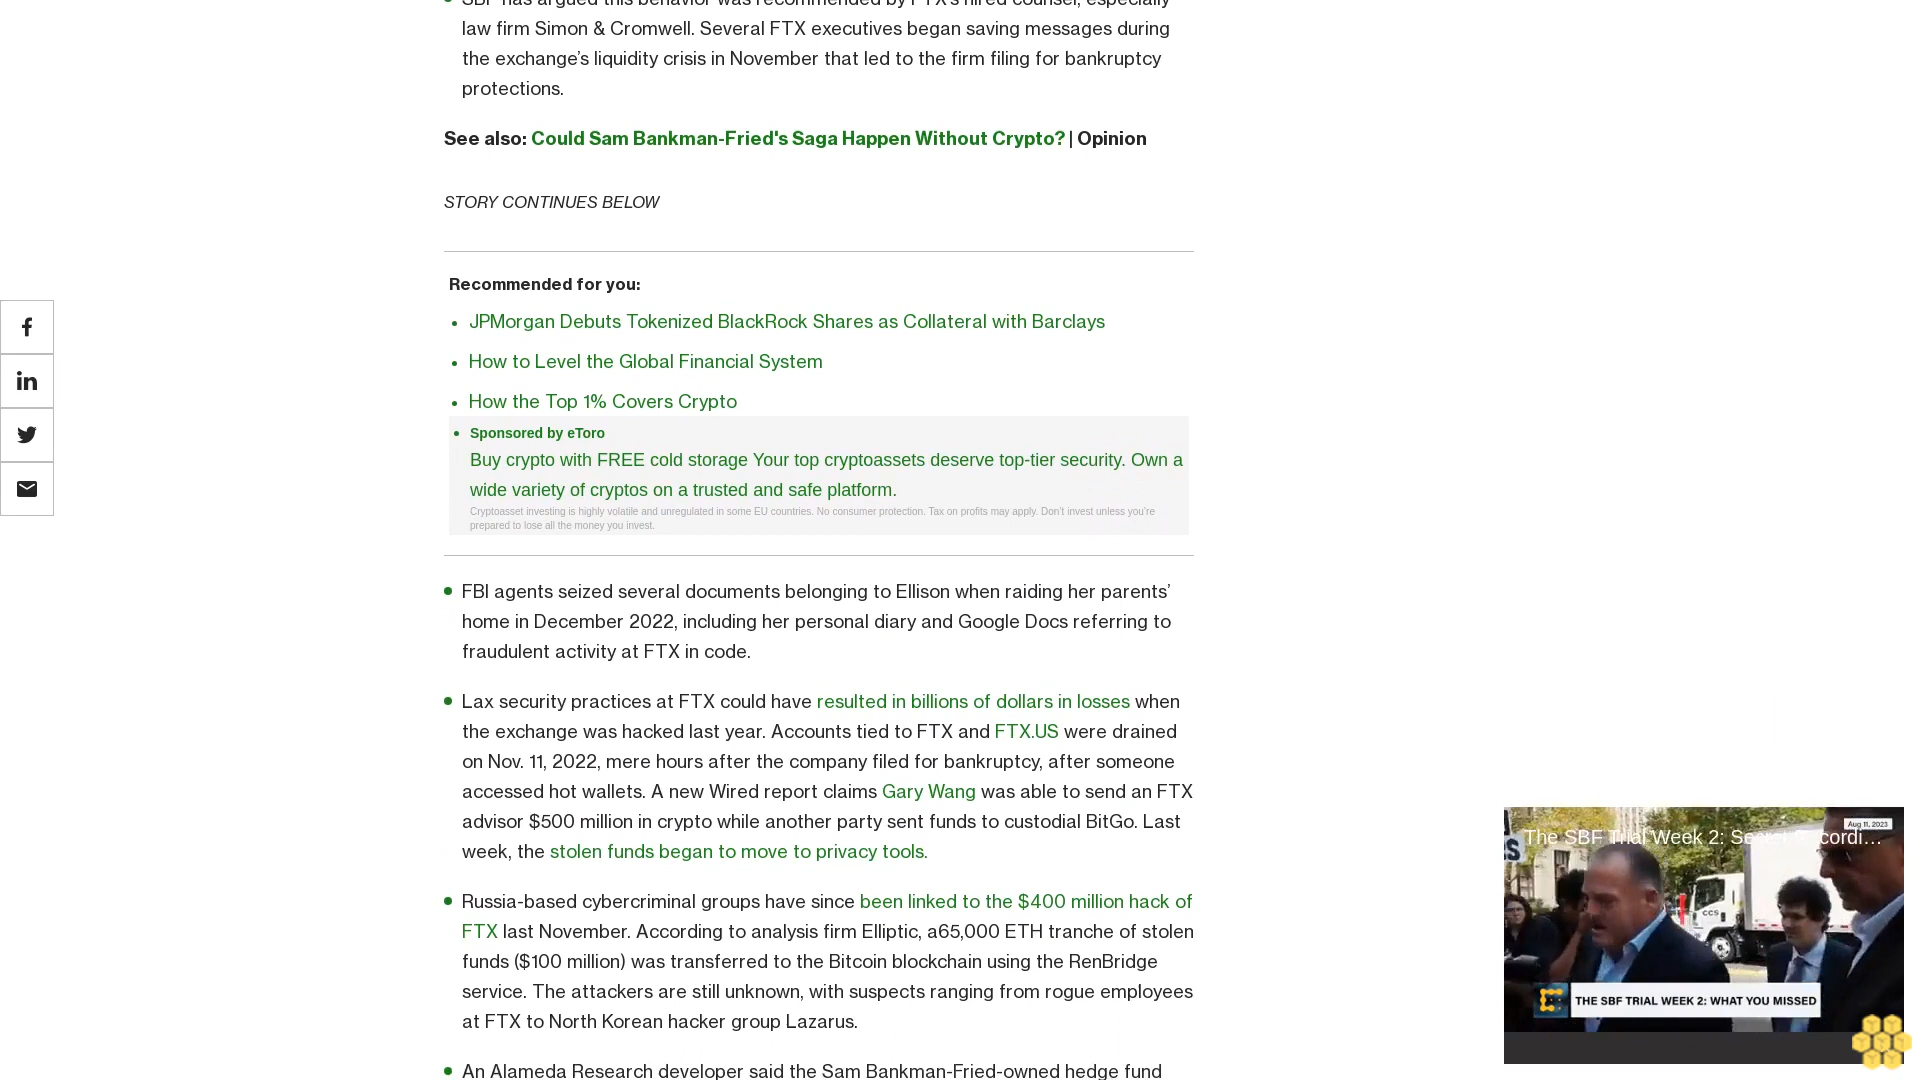 SBF has argued this behavior was recommended by FTX's hired counsel, especially
law firm Simon & Cromwell. Several FTX executives began saving messages during
the exchange’s liquidity crisis in November that led to the firm filing for bankruptcy
protections.
See also: Could Sam Bankman-Fried's Saga Happen Without Crypto? | Opinion
STORY CONTINUES BELOW
Recommended for you:
JPMorgan Debuts Tokenized BlackRock Shares as Collateral with Barclays
How to Level the Global Financial System
How the Top 1% Covers Crypto
Sponsored by eToro
Buy crypto with FREE cold storage Your top cryptoassets deserve top-tier security. Own a
wide variety of cryptos on a trusted and safe platform.
Cryptoasset investing is highly volatile and unregulated in some EU countries. No consumer protection. Tax on profits may apply. Don’t invest unless you’re
prepared to lose all the money you invest.
FBI agents seized several documents belonging to Ellison when raiding her parents’
home in December 2022, including her personal diary and Google Docs referring to
fraudulent activity at FTX in code.
Lax security practices at FTX could have resulted in billions of dollars in losses when
the exchange was hacked last year. Accounts tied to FTX and FTX.US were drained
on Nov. 11, 2022, mere hours after the company filed for bankruptcy, after someone
accessed hot wallets. A new Wired report claims Gary Wang was able to send an FTX
advisor $500 million in crypto while another party sent funds to custodial BitGo. Last
week, the stolen funds began to move to privacy tools.
Russia-based cybercriminal groups have since been linked to the $400 million hack of
FTX last November. According to analysis firm Elliptic, a65,000 ETH tranche of stolen
funds ($100 million) was transferred to the Bitcoin blockchain using the RenBridge
service. The attackers are still unknown, with suspects ranging from rogue employees
at FTX to North Korean hacker group Lazarus.
An Alameda Research developer said the Sam Bankman-Fried-owned hedge fund
Aug 11, 2023
The SBF Trial Week 2: Secret Recordi...
CCS
THE SBF TRIAL WEEK 2: WHAT YOU MISSED